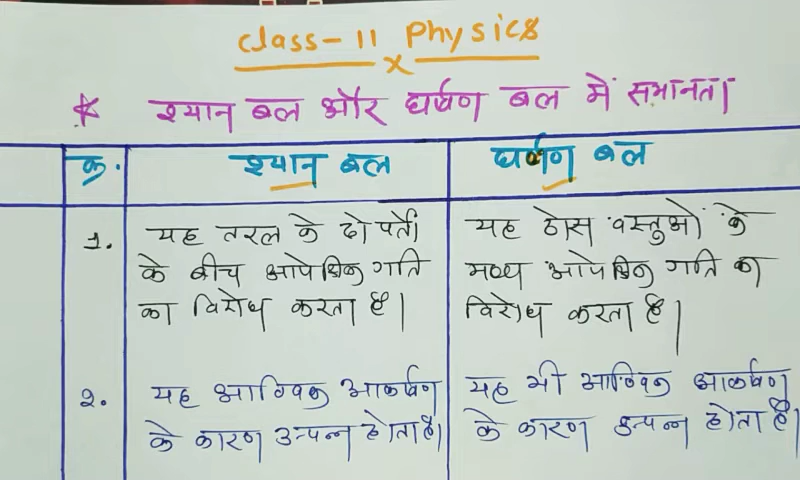 Class-11 Physics
x
* श्यान बल और घर्षण बल में समानता
क्र. श्यान बल घर्षण बल
1. यह तरल के दो पर्तों
के बीच आपेक्षिक गति
का विरोध करता है।
यह ठोस वस्तुओं के
मध्य आपेक्षिक गति का
विरोध करता है।
2. यह आण्विक आकर्षण
के कारण उत्पन्न होता है।
यह भी आण्विक आकर्षण
के कारण उत्पन्न होता है।